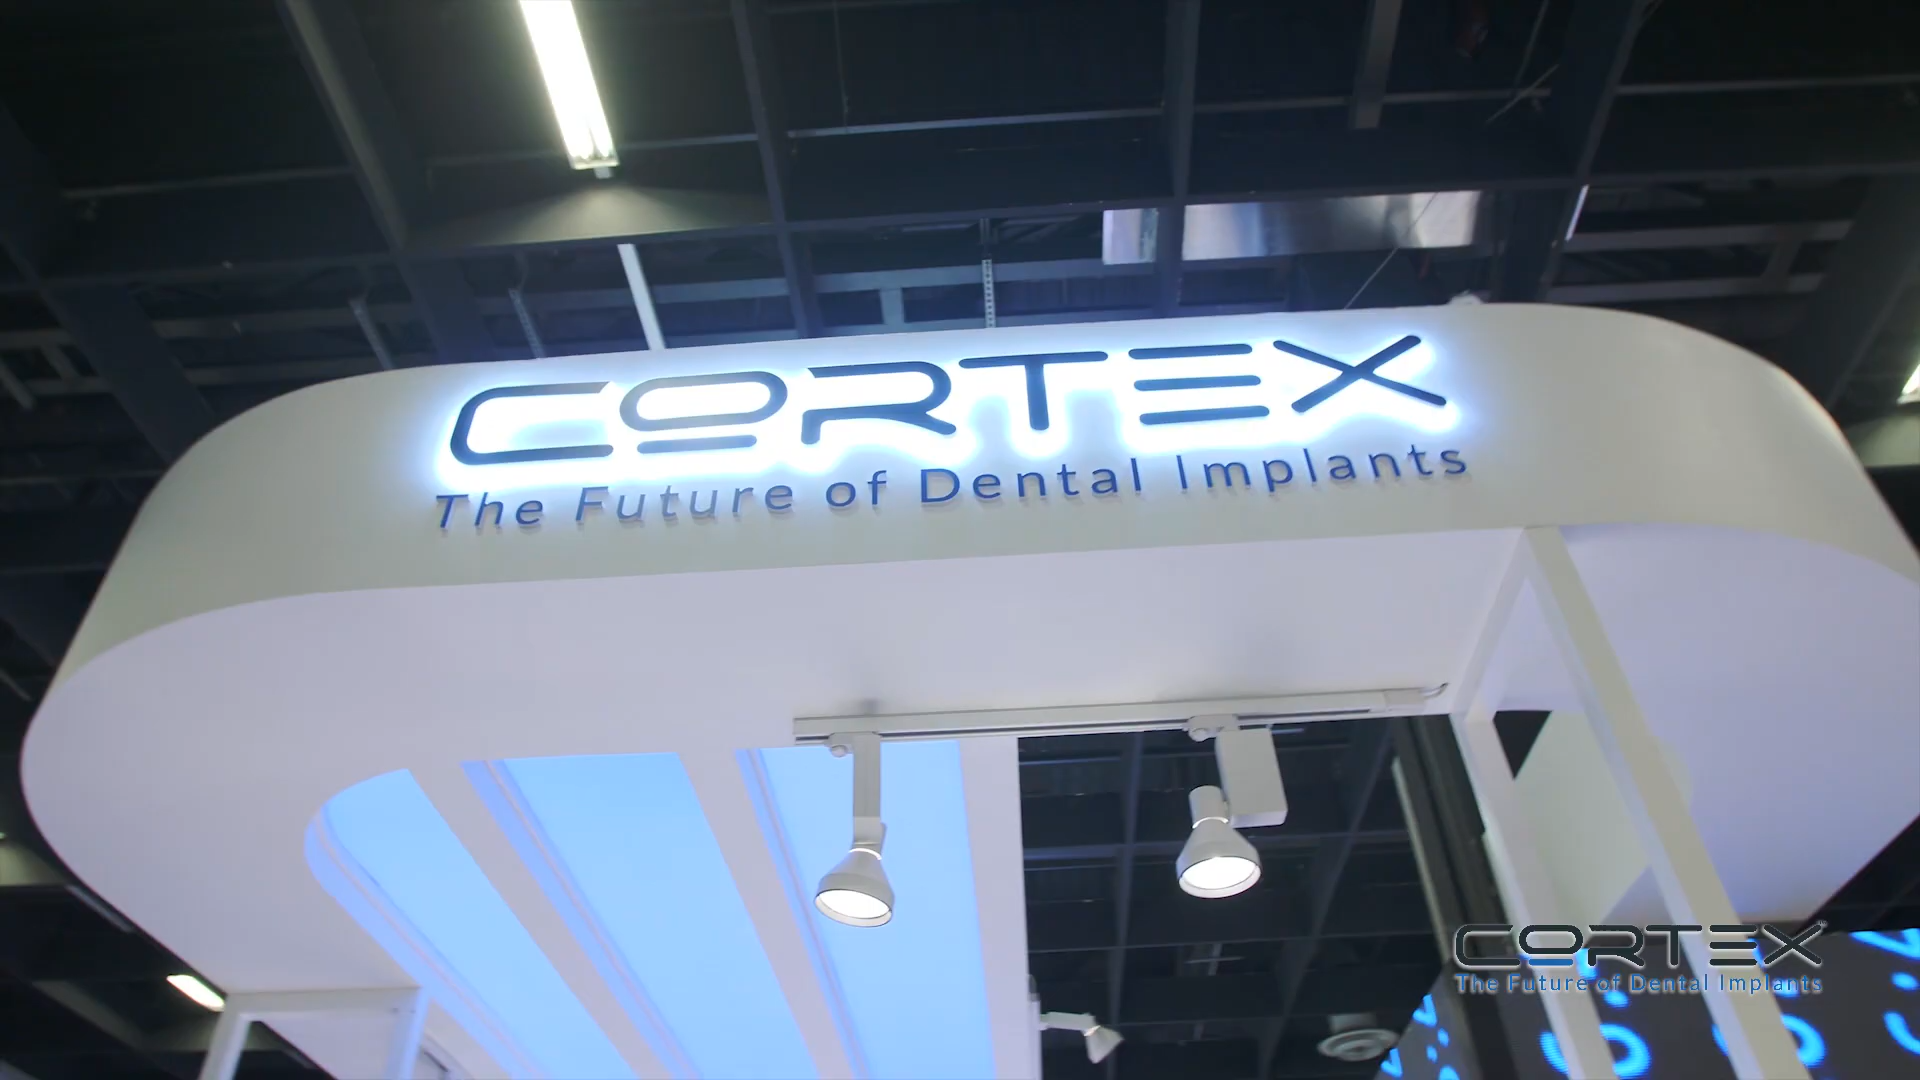 CORTEX
The Future of Dental Implants
CORTEX
The Future of Dental Implants